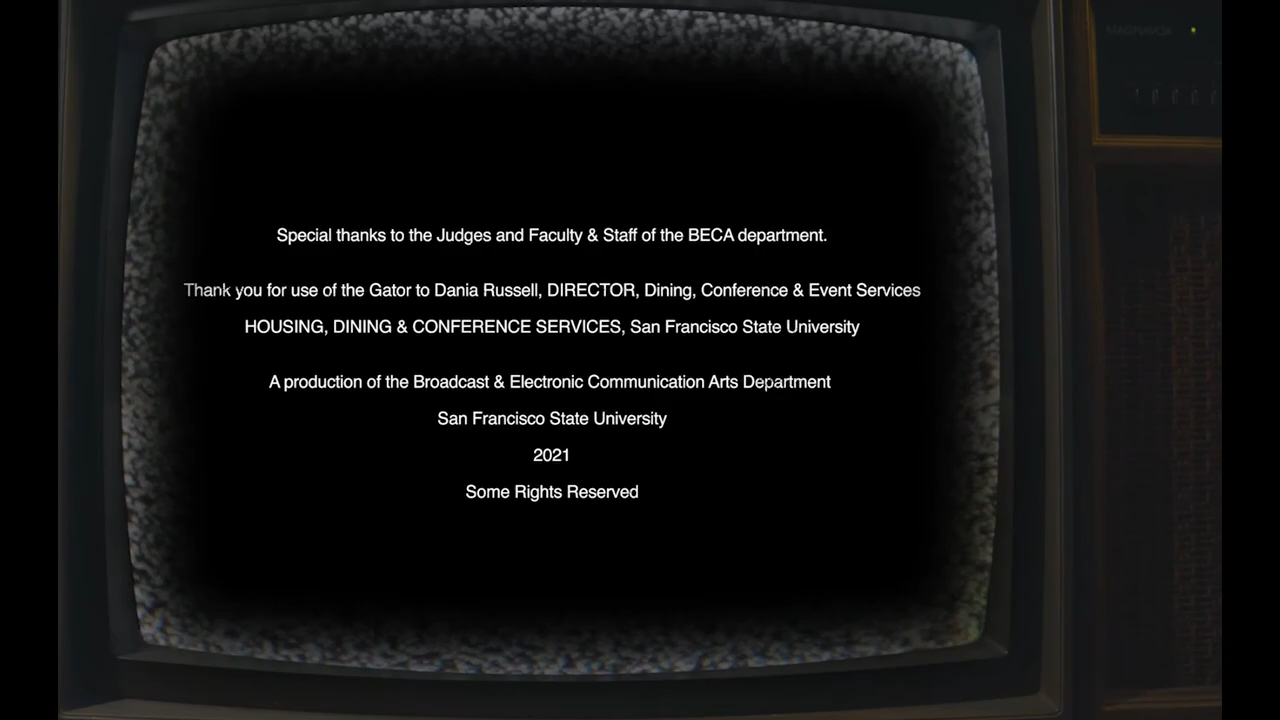 Special thanks to the Judges and Faculty & Staff of the BECA department.
Thank you for use of the Gator to Dania Russell, DIRECTOR, Dining, Conference & Event Services
HOUSING, DINING & CONFERENCE SERVICES, San Francisco State University
A production of the Broadcast & Electronic Communication Arts Department
San Francisco State University
2021
Some Rights Reserved
MAGNAVOX